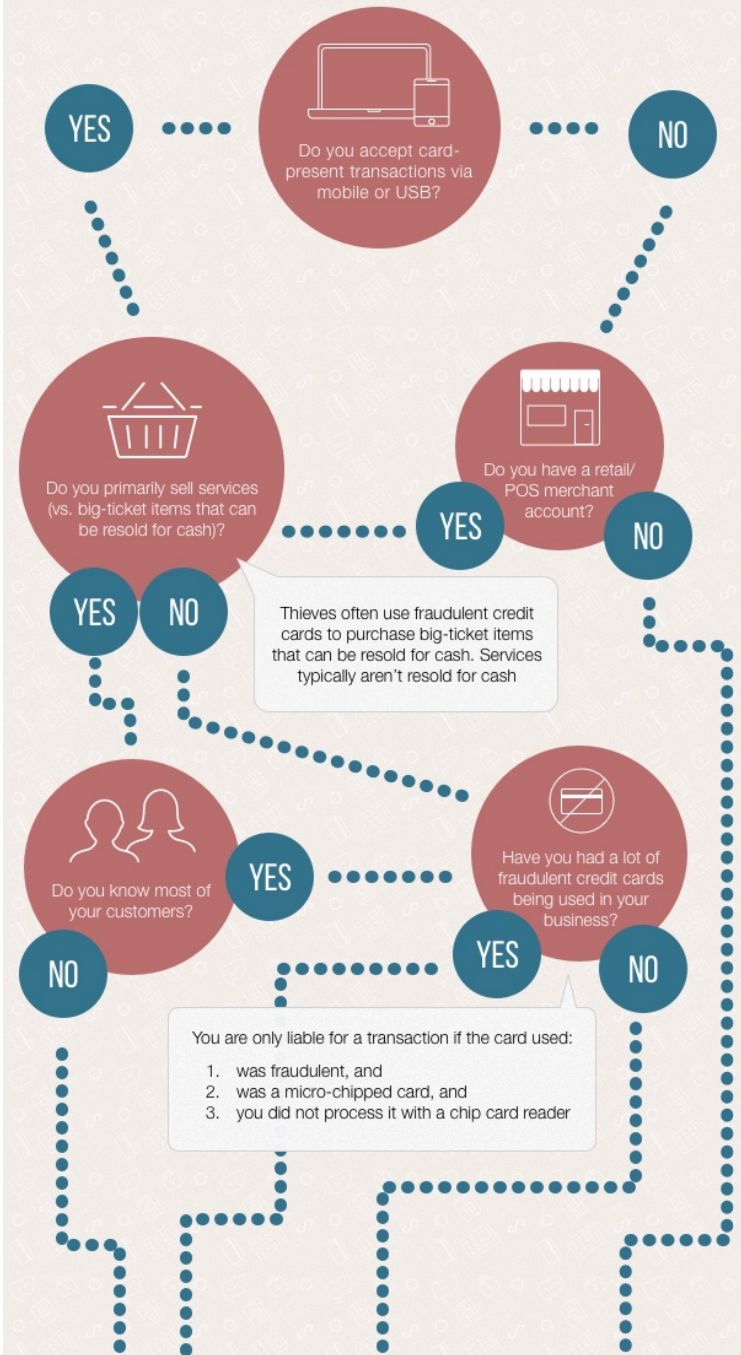 YES
Do you accept card-
present transactions via
mobile or USB?
NO
Do you primarily sell services
(vs. big-ticket items that can
be resold for cash)?
YES
NO
Do you have a retail/
POS merchant
account?
YES
NO
Thieves often use fraudulent credit
cards to purchase big-ticket items
that can be resold for cash. Services
typically aren't resold for cash
Do you know most of
your customers?
YES
NO
Have you had a lot of
fraudulent credit cards
being used in your
business?
YES
NO
You are only liable for a transaction if the card used:
1. was fraudulent, and
2. was a micro-chipped card, and
3. you did not process it with a chip card reader